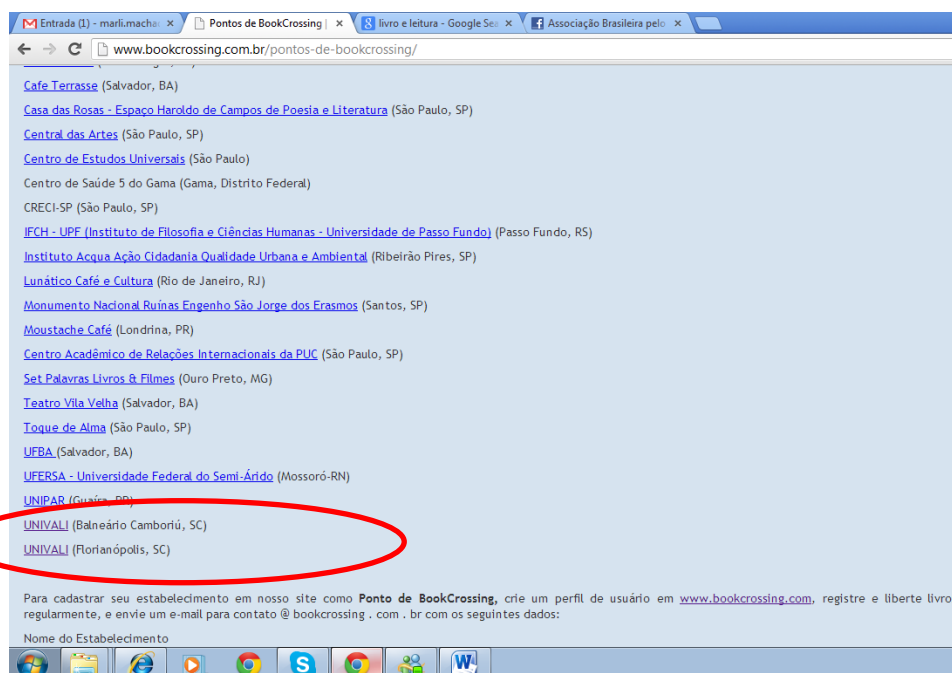 Entrada (1) - marli.macha
Pontos de BookCrossing |
livro e leitura - Google Sea
Associação Brasileira pelo
www.bookcrossing.com.br/pontos-de-bookcrossing/
Cafe Terrasse (Salvador, BA)
Casa das Rosas - Espaço Haroldo de Campos de Poesia e Literatura (São Paulo, SP)
Central das Artes (São Paulo, SP)
Centro de Estudos Universais (São Paulo)
Centro de Saúde 5 do Gama (Gama, Distrito Federal)
CRECI-SP (São Paulo, SP)
IFCH - UPF (Instituto de Filosofia e Ciências Humanas - Universidade de Passo Fundo) (Passo Fundo, RS)
Instituto Acqua Ação Cidadania Qualidade Urbana e Ambiental (Ribeirão Pires, SP)
Lunático Café e Cultura (Rio de Janeiro, RJ)
Monumento Nacional Ruínas Engenho São Jorge dos Erasmos (Santos, SP)
Moustache Café (Londrina, PR)
Centro Acadêmico de Relações Internacionais da PUC (São Paulo, SP)
Set Palavras Livros & Filmes (Ouro Preto, MG)
Teatro Vila Velha (Salvador, BA)
Toque de Alma (São Paulo, SP)
UFBA (Salvador, BA)
UFERSA - Universidade Federal do Semi-Árido (Mossoró-RN)
UNIPAR (Guaíra, PR)
UNIVALI (Balneário Camboriú, SC)
UNIVALI (Florianópolis, SC)
Para cadastrar seu estabelecimento em nosso site como Ponto de BookCrossing, crie um perfil de usuário em www.bookcrossing.com, registre e liberte livro
regularmente, e envie um e-mail para contato @ bookcrossing . com . br com os seguintes dados:
Nome do Estabelecimento